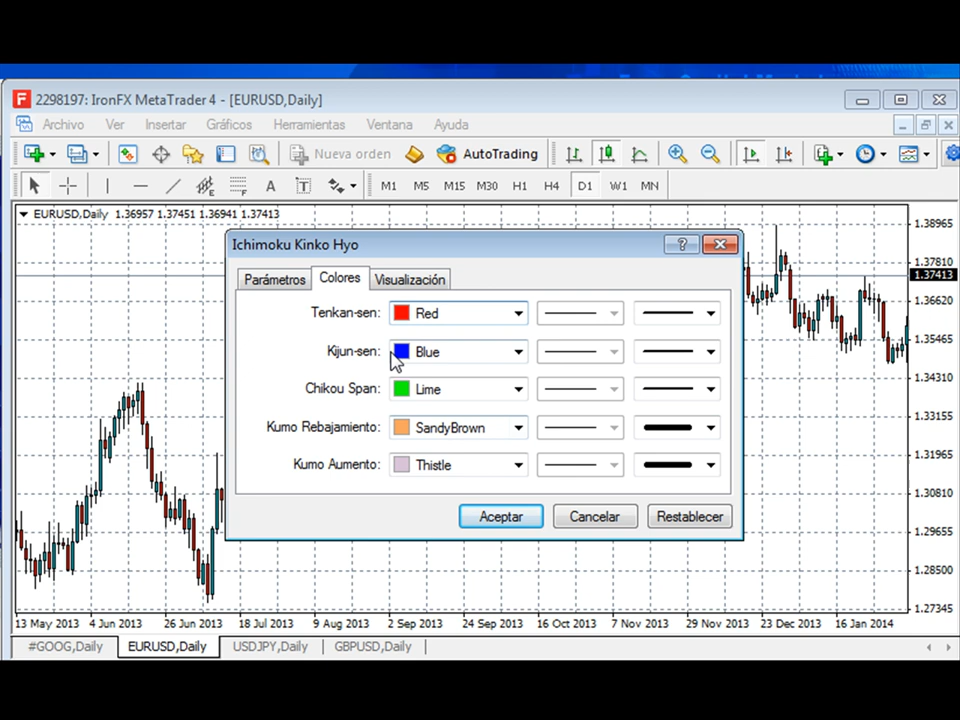 2298197: IronFX MetaTrader 4 - [EURUSD,Daily]
Archivo Ver Insertar Gráficos Herramientas Ventana Ayuda
Nueva orden AutoTrading
A T M1 M5 M15 M30 H1 H4 D1 W1 MN
EURUSD,Daily 1.36957 1.37451 1.36941 1.37413
Ichimoku Kinko Hyo
Parámetros Colores Visualización
Tenkan-sen: Red
Kijun-sen: Blue
Chikou Span: Lime
Kumo Rebajamiento: SandyBrown
Kumo Aumento: Thistle
Aceptar Cancelar Restablecer
1.38965
1.37810
1.37413
1.36620
1.35465
1.34310
1.33155
1.31965
1.30810
1.29655
1.28500
1.27345
13 May 2013 4 Jun 2013 26 Jun 2013 18 Jul 2013 9 Aug 2013 2 Sep 2013 24 Sep 2013 16 Oct 2013 7 Nov 2013 29 Nov 2013 23 Dec 2013 16 Jan 2014
#GOOG,Daily EURUSD,Daily USDJPY,Daily GBPUSD,Daily